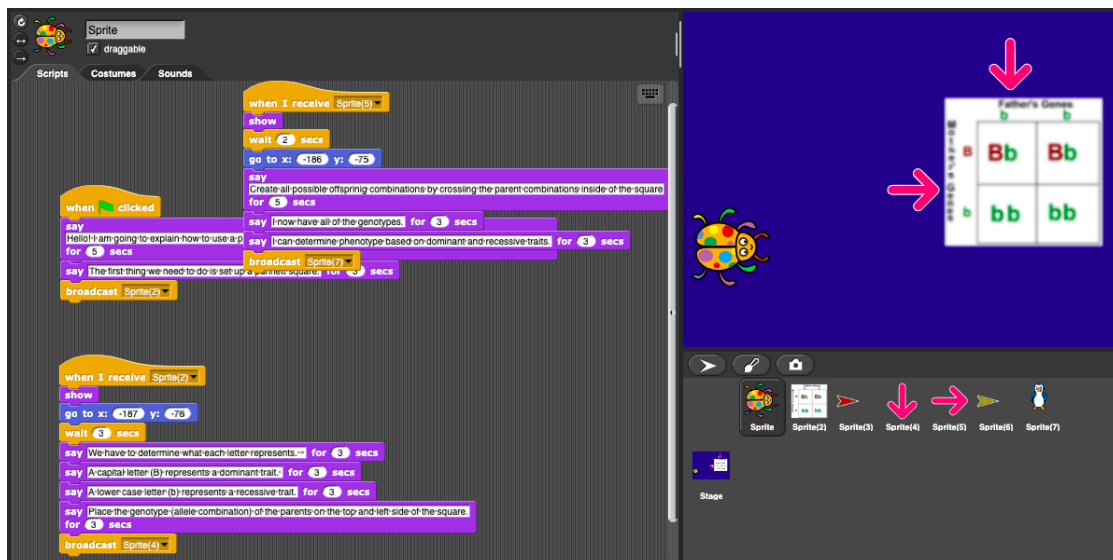 Sprite
draggable
Scripts Costumes Sounds
when I receive Sprite(5)
show
wait 2 secs
go to x: -186 y: -75
say
Create all possible offsprinig combinations by crossing the parent combinations inside of the square
for 5 secs
say I now have all of the genotypes. for 3 secs
say I can determine phenotype based on dominant and recessive traits. for 3 secs
broadcast Sprite(7)
when clicked
say
Hello! I am going to explain how to use a p
for 5 secs
say The first thing we need to do is set up a punnett square. for 3 secs
broadcast Sprite(2)
when I receive Sprite(2)
show
go to x: -187 y: -76
wait 3 secs
say We have to determine what each letter represents. for 3 secs
say A capital letter (B) represents a dominant trait. for 3 secs
say A lower case letter (b) represents a recessive trait. for 3 secs
say Place the genotype (allele combination) of the parents on the top and left side of the square.
for 3 secs
broadcast Sprite(4)
Father's Genes
b b
Mother's Genes
B Bb Bb
b bb bb
Sprite Sprite(2) Sprite(3) Sprite(4) Sprite(5) Sprite(6) Sprite(7)
Stage